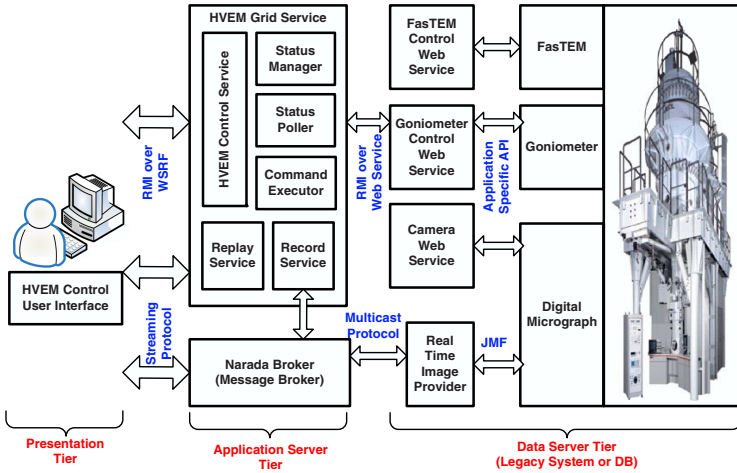 HVEM Grid Service
HVEM Control Service
Status
Manager
Status
Poller
Command
Executor
Replay
Service
Record
Service
FasTEM
Control
Web
Service
FasTEM
Goniometer
Control
Web
Service
Goniometer
Camera
Web
Service
Digital
Micrograph
RMI over
WSRF
RMI over
Web Service
Application
Specific API
HVEM Control
User Interface
Streaming
Protocol
Narada Broker
(Message Broker)
Multicast
Protocol
Real
Time
Image
Provider
JMF
Presentation
Tier
Application Server
Tier
Data Server Tier
(Legacy System or DB)